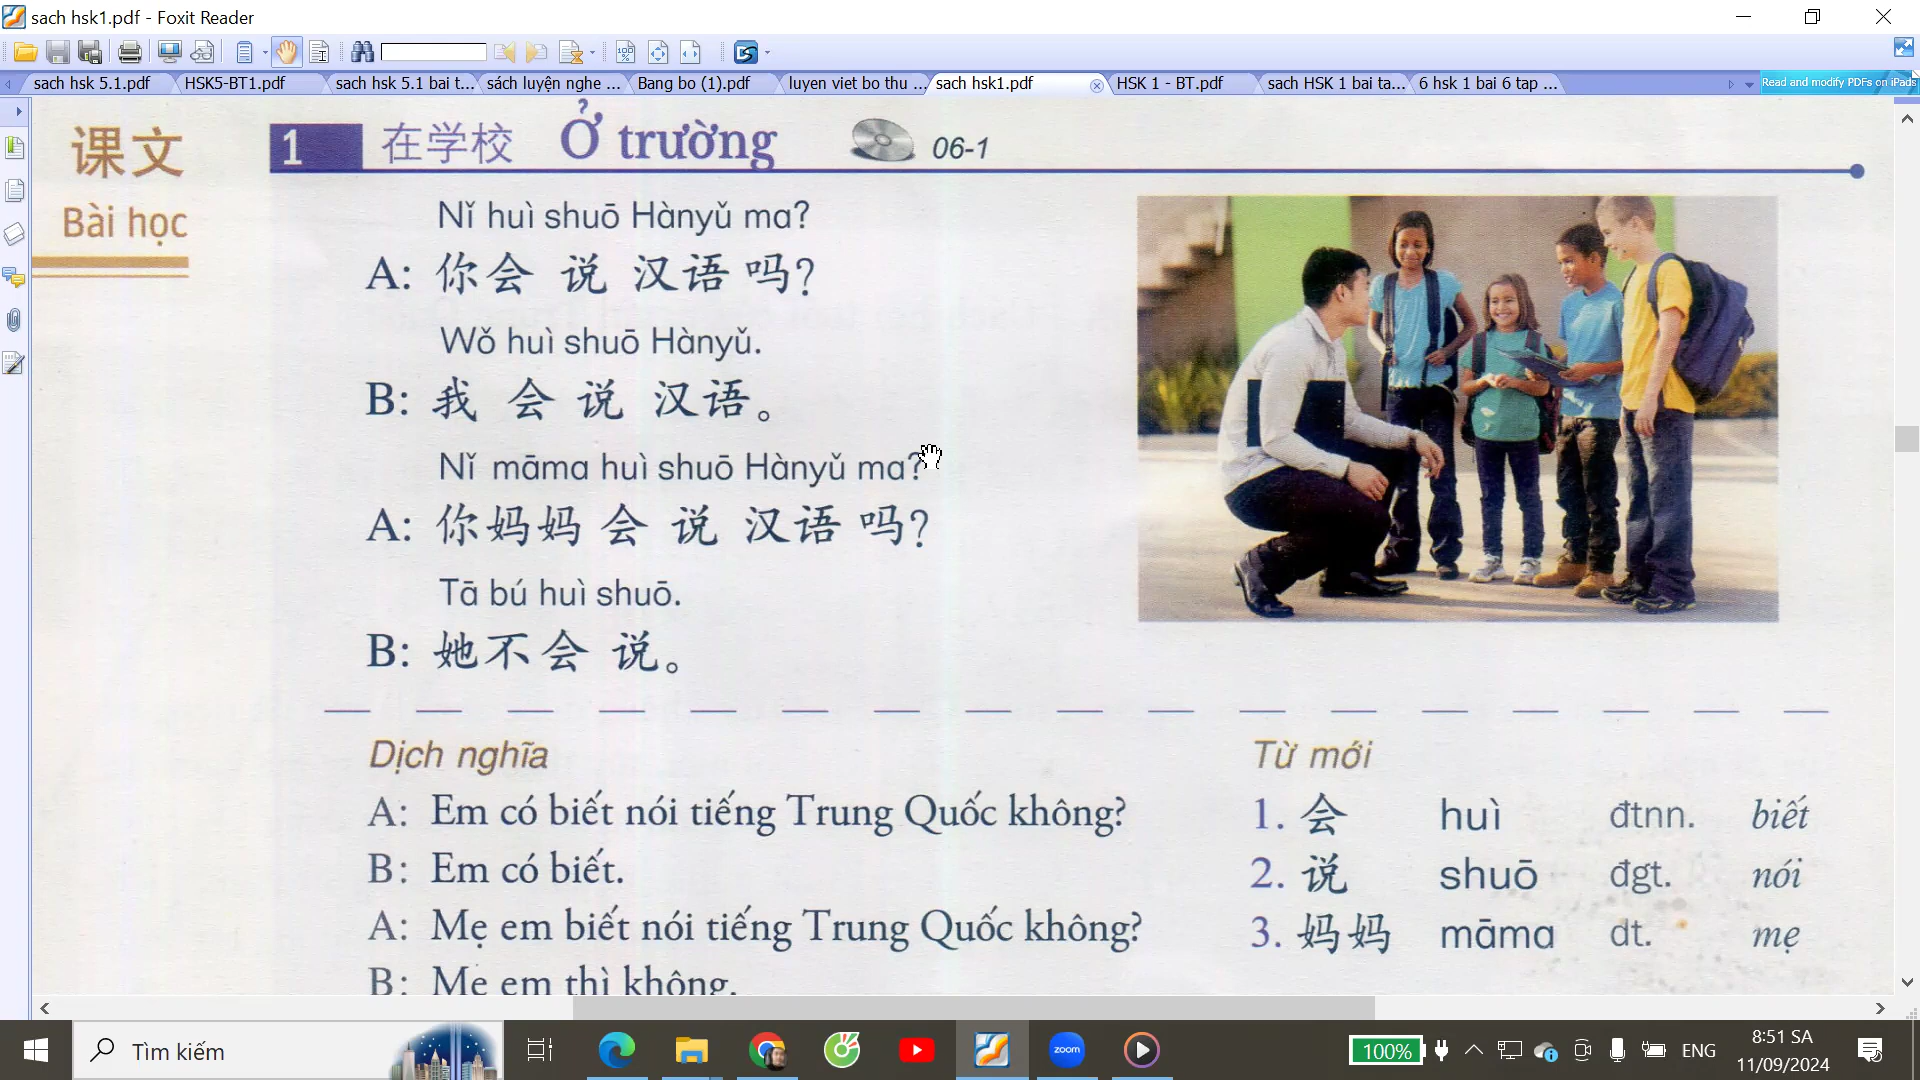 sach hsk1.pdf - Foxit Reader
sach hsk 5.1.pdf HSK5-BT1.pdf sach hsk 5.1 bai t... sách luyện nghe ... Bang bo (1).pdf luyen viet bo thu ... sach hsk1.pdf HSK 1 - BT.pdf sach HSK 1 bai ta... 6 hsk 1 bai 6 tap ... Read and modify PDFs on iPads
课文
Bài học
1 在学校 Ở trường 06-1
Nǐ huì shuō Hànyǔ ma?
A: 你会 说 汉语 吗?
Wǒ huì shuō Hànyǔ.
B: 我 会 说 汉语。
Nǐ māma huì shuō Hànyǔ ma?
A: 你妈妈 会 说 汉语 吗?
Tā bú huì shuō.
B: 她不会 说。
Dịch nghĩa
A: Em có biết nói tiếng Trung Quốc không?
B: Em có biết.
A: Mẹ em biết nói tiếng Trung Quốc không?
B: Mẹ em thì không.
Từ mới
1. 会 huì đtnn. biết
2. 说 shuō đgt. nói
3. 妈妈 māma dt. mẹ
Tìm kiếm
zoom
100%
ENG
8:51 SA
11/09/2024